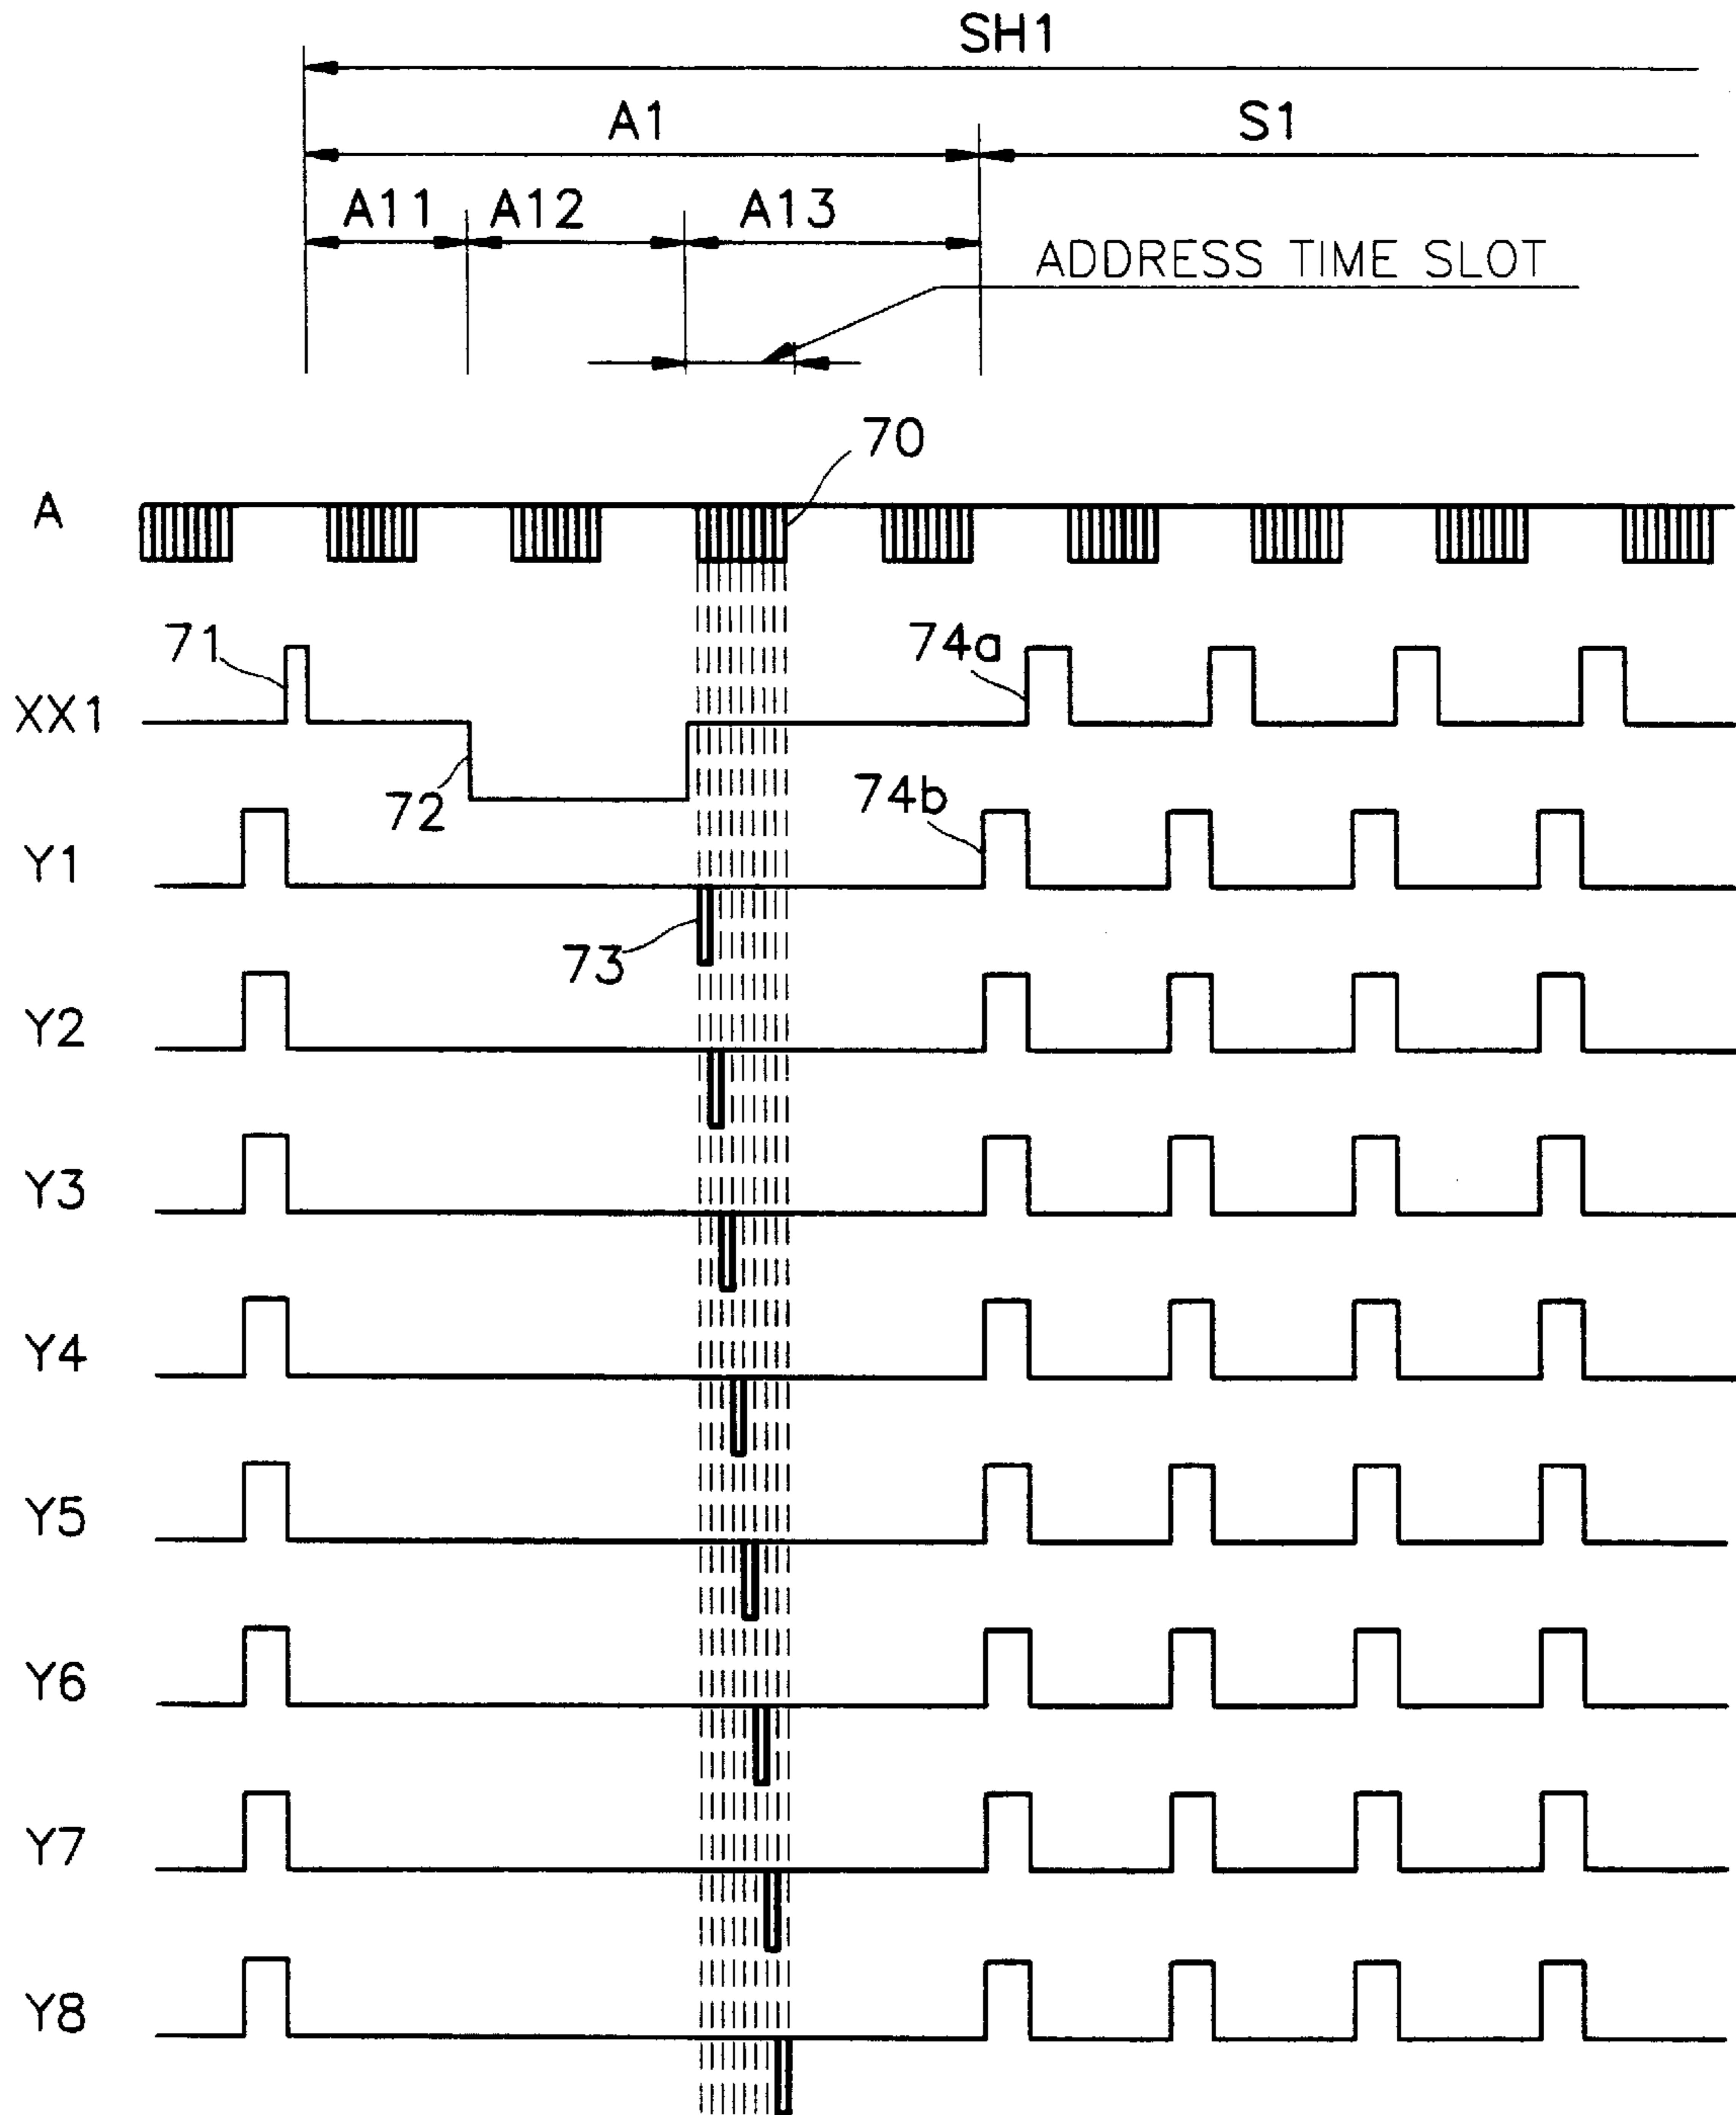 SH1
A1 S1
A11 A12 A13
ADDRESS TIME SLOT
70
A
71 74a
XX1
72 74b
Y1
73
Y2
Y3
Y4
Y5
Y6
Y7
Y8